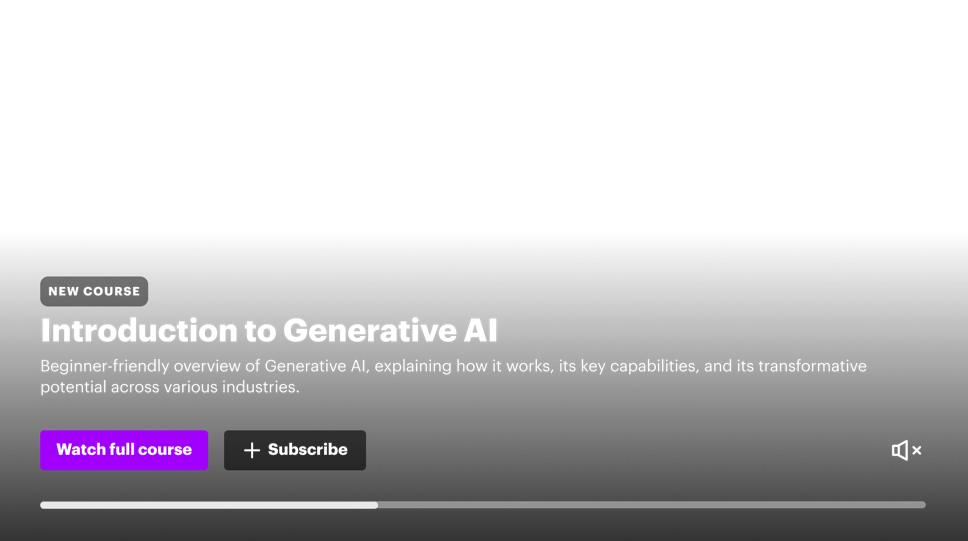 NEW COURSE
Introduction to Generative AI
Beginner-friendly overview of Generative AI, explaining how it works, its key capabilities, and its transformative
potential across various industries.
Watch full course
+ Subscribe